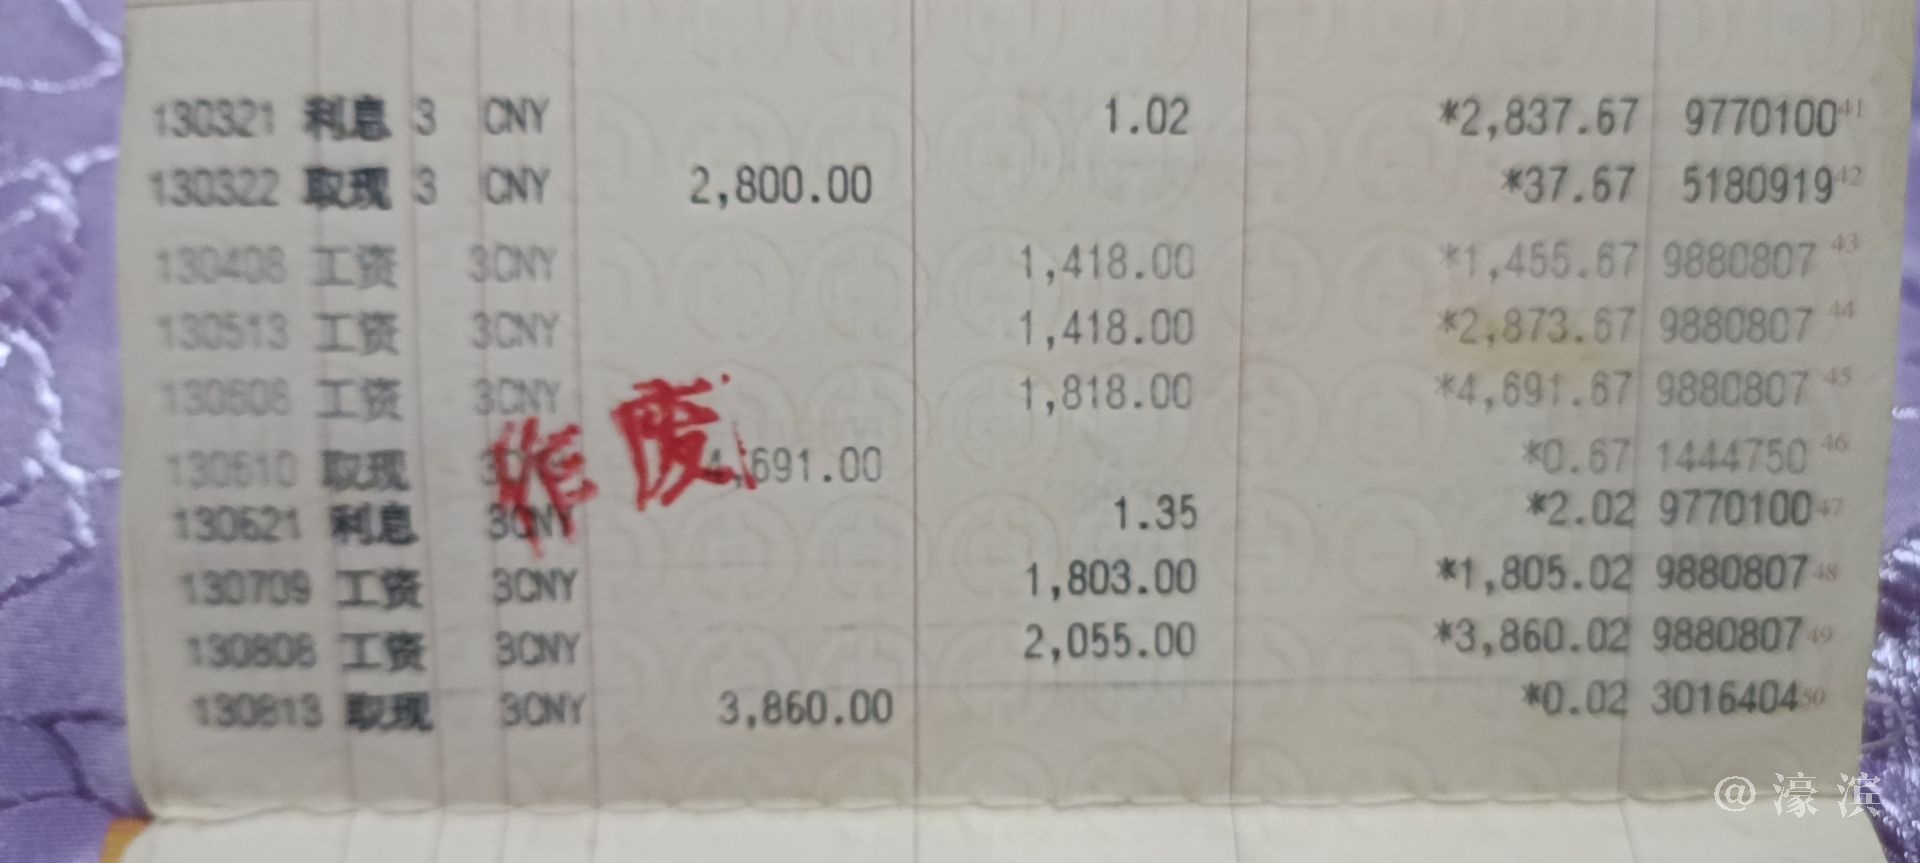 130321 利息 3 CNY 1.02 *2,837.67 9770100 41
130322 取现 3 CNY 2,800.00 *37.67 5180919 42
130408 工资 3CNY 1,418.00 *1,455.67 9880807 43
130513 工资 3CNY 1,418.00 *2,873.67 9880807 44
130608 工资 3CNY 1,818.00 *4,691.67 9880807 45
130610 取现 3CNY 4,691.00 *0.67 1444750 46
作废
130621 利息 3CNY 1.35 *2.02 9770100 47
130709 工资 3CNY 1,803.00 *1,805.02 9880807 48
130808 工资 3CNY 2,055.00 *3,860.02 9880807 49
130813 取现 3CNY 3,860.00 *0.02 3016404 50
@濠滨